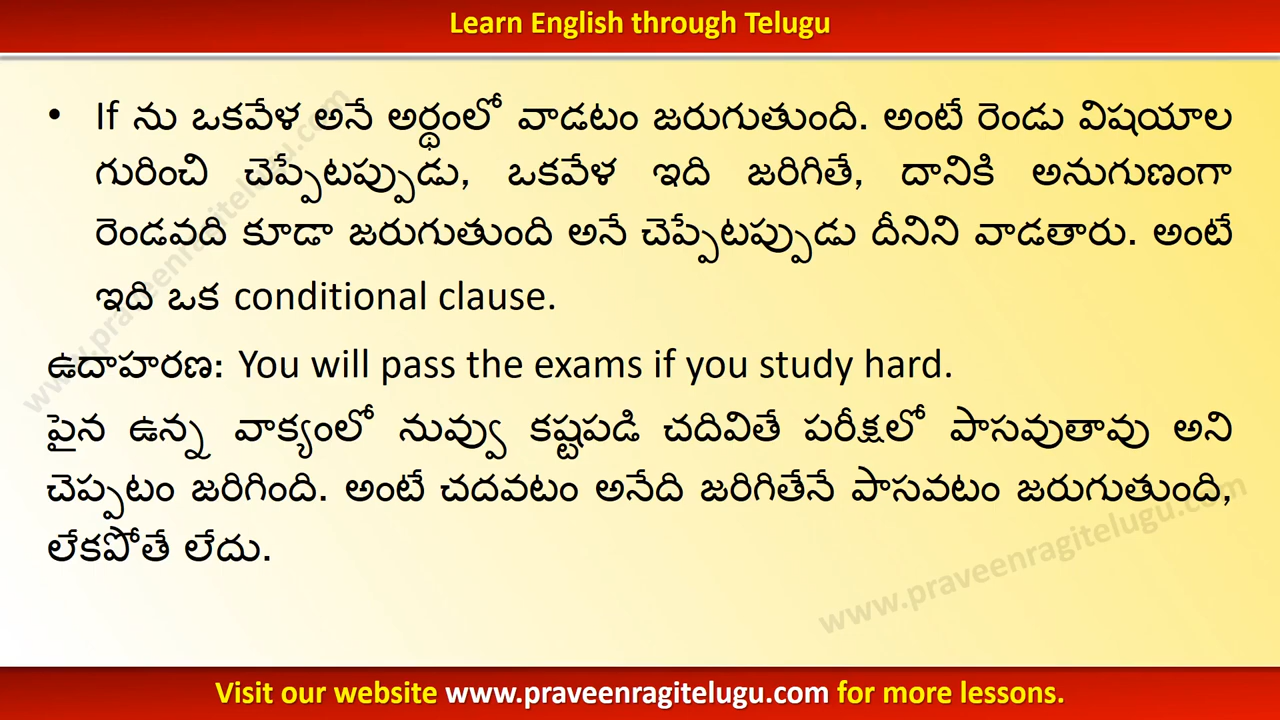 Learn English through Telugu
• If ను ఒకవేళ అనే అర్థంలో వాడటం జరుగుతుంది. అంటే రెండు విషయాల
గురించి చెప్పేటప్పుడు, ఒకవేళ ఇది జరిగితే, దానికి అనుగుణంగా
రెండవది కూడా జరుగుతుంది అనే చెప్పేటప్పుడు దీనిని వాడతారు. అంటే
ఇది ఒక conditional clause.
ఉదాహరణ: You will pass the exams if you study hard.
పైన ఉన్న వాక్యంలో నువ్వు కష్టపడి చదివితే పరీక్షలో పాసవుతావు అని
చెప్పటం జరిగింది. అంటే చదవటం అనేది జరిగితేనే పాసవటం జరుగుతుంది,
లేకపోతే లేదు.
www.praveenragitelugu.com
www.praveenragitelugu.com
Visit our website www.praveenragitelugu.com for more lessons.